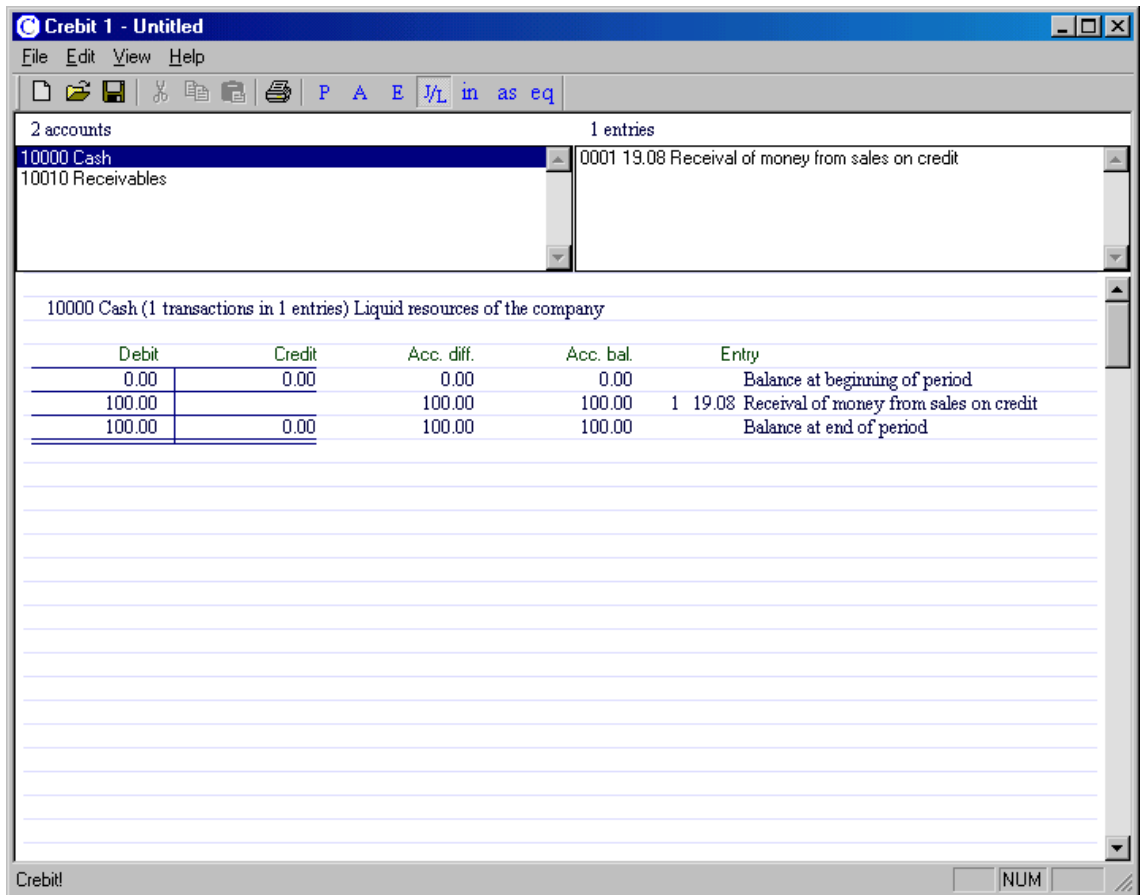 Crebit 1 - Untitled
File Edit View Help
P A E J/L in as eq
2 accounts 1 entries
10000 Cash 0001 19.08 Receival of money from sales on credit
10010 Receivables
10000 Cash (1 transactions in 1 entries) Liquid resources of the company
Debit Credit Acc. diff. Acc. bal. Entry
0.00 0.00 0.00 0.00 Balance at beginning of period
100.00 100.00 100.00 1 19.08 Receival of money from sales on credit
100.00 0.00 100.00 100.00 Balance at end of period
Crebit! NUM